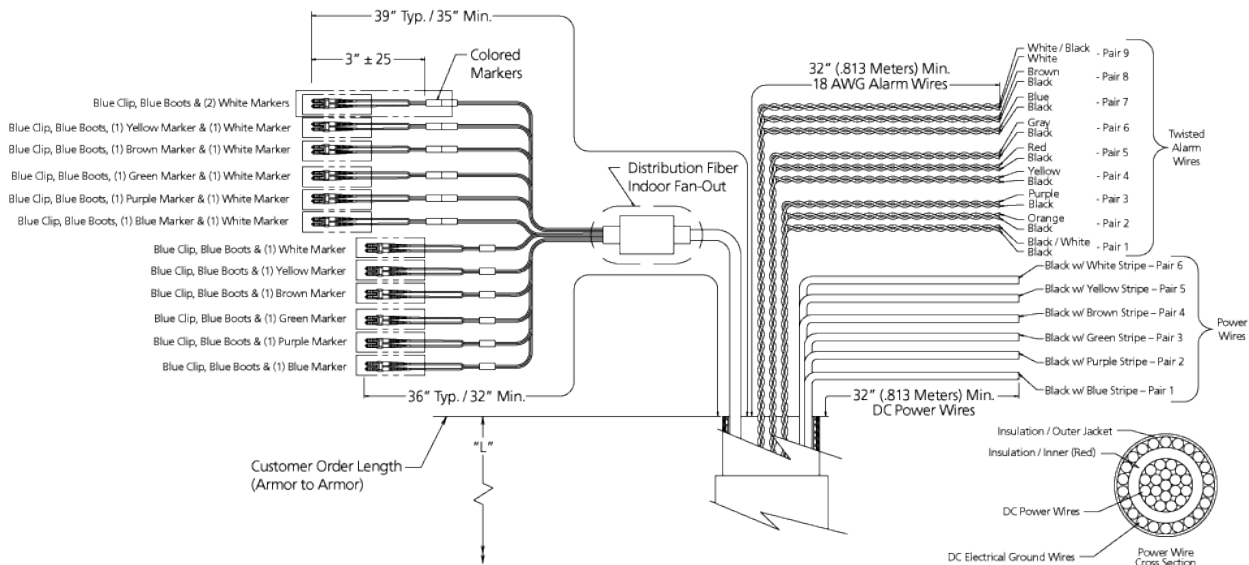 39" Typ. / 35" Min.
3" ± 25
Colored
Markers
Blue Clip, Blue Boots & (2) White Markers
Blue Clip, Blue Boots, (1) Yellow Marker & (1) White Marker
Blue Clip, Blue Boots, (1) Brown Marker & (1) White Marker
Blue Clip, Blue Boots, (1) Green Marker & (1) White Marker
Blue Clip, Blue Boots, (1) Purple Marker & (1) White Marker
Blue Clip, Blue Boots, (1) Blue Marker & (1) White Marker
Blue Clip, Blue Boots & (1) White Marker
Blue Clip, Blue Boots & (1) Yellow Marker
Blue Clip, Blue Boots & (1) Brown Marker
Blue Clip, Blue Boots & (1) Green Marker
Blue Clip, Blue Boots & (1) Purple Marker
Blue Clip, Blue Boots & (1) Blue Marker
36" Typ. / 32" Min.
Distribution Fiber
Indoor Fan-Out
"L"
Customer Order Length
(Armor to Armor)
32" (.813 Meters) Min.
18 AWG Alarm Wires
White / Black
White - Pair 9
Brown
Black - Pair 8
Blue
Black - Pair 7
Gray
Black - Pair 6
Red
Black - Pair 5
Yellow
Black - Pair 4
Purple
Black - Pair 3
Orange
Black - Pair 2
Black / White
Black - Pair 1
Twisted
Alarm
Wires
Black w/ White Stripe – Pair 6
Black w/ Yellow Stripe – Pair 5
Black w/ Brown Stripe – Pair 4
Black w/ Green Stripe – Pair 3
Black w/ Purple Stripe – Pair 2
Black w/ Blue Stripe – Pair 1
Power
Wires
32" (.813 Meters) Min.
DC Power Wires
Insulation / Outer Jacket
Insulation / Inner (Red)
DC Power Wires
DC Electrical Ground Wires
Power Wire
Cross Section